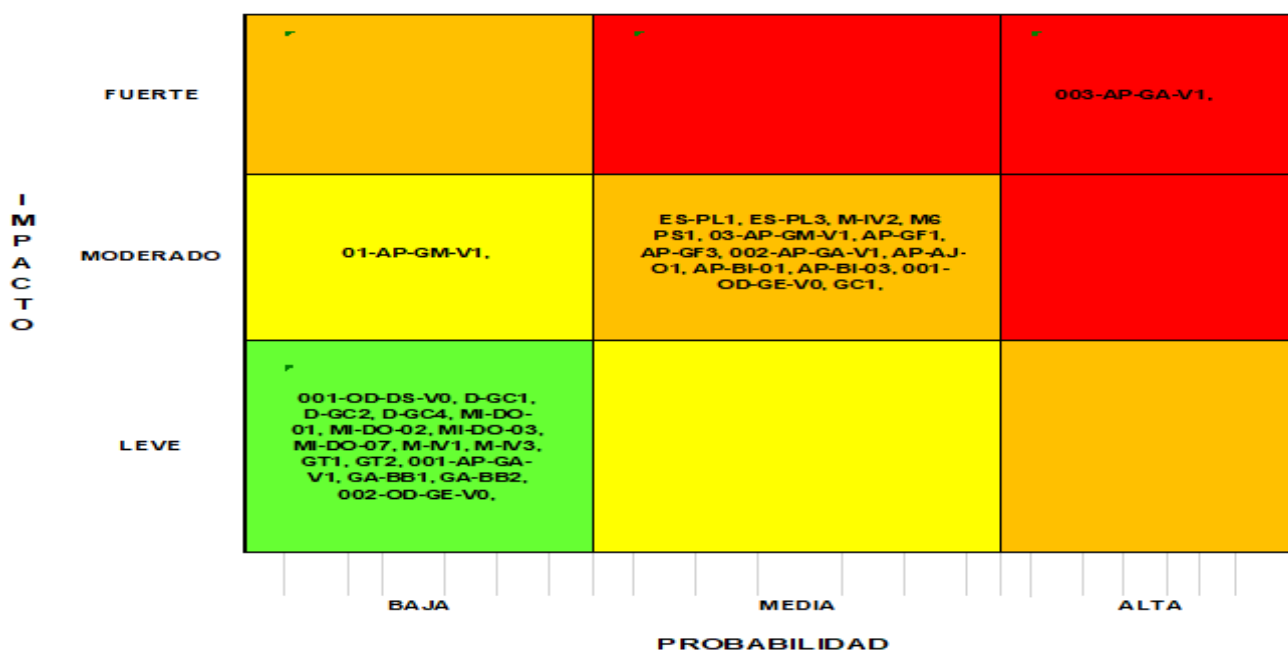 FUERTE
003-AP-GA-V1,
IMPACTO
MODERADO
01-AP-GM-V1,
ES-PL1, ES-PL3, M-IV2, M6
PS1, 03-AP-GM-V1, AP-GF1,
AP-GF3, 002-AP-GA-V1, AP-AJ-
O1, AP-BI-01, AP-BI-03, 001-
OD-GE-V0, GC1,
LEVE
001-OD-DS-V0, D-GC1,
D-GC2, D-GC4, MI-DO-
01, MI-DO-02, MI-DO-03,
MI-DO-07, M-IV1, M-IV3,
GT1, GT2, 001-AP-GA-
V1, GA-BB1, GA-BB2,
002-OD-GE-V0,
BAJA
MEDIA
ALTA
PROBABILIDAD